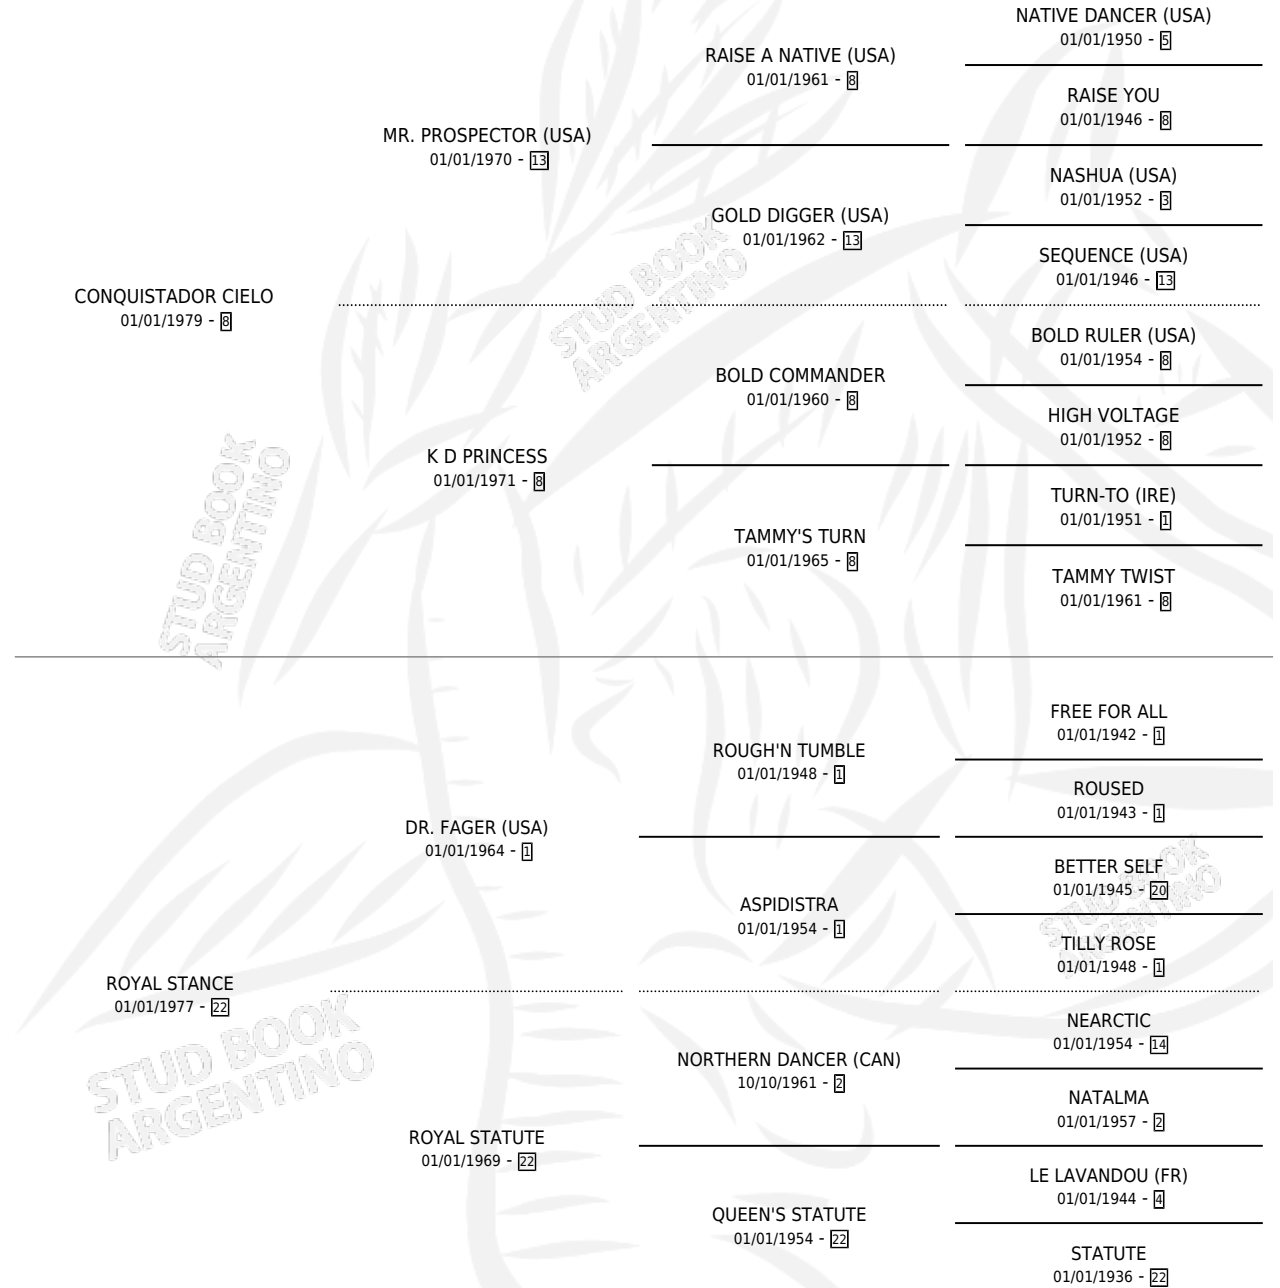 NATIVE DANCER (USA)
01/01/1950 - 5
RAISE A NATIVE (USA)
01/01/1961 - 8
RAISE YOU
01/01/1946 - 8
MR. PROSPECTOR (USA)
01/01/1970 - 13
NASHUA (USA)
01/01/1952 - 3
GOLD DIGGER (USA)
01/01/1962 - 13
SEQUENCE (USA)
01/01/1946 - 13
CONQUISTADOR CIELO
01/01/1979 - 8
STUD BOOK
ARGENTINO
BOLD RULER (USA)
01/01/1954 - 8
BOLD COMMANDER
01/01/1960 - 8
HIGH VOLTAGE
01/01/1952 - 8
K D PRINCESS
01/01/1971 - 8
TURN-TO (IRE)
01/01/1951 - 1
TAMMY'S TURN
01/01/1965 - 8
TAMMY TWIST
01/01/1961 - 8
STUD BOOK
ARGENTINO
FREE FOR ALL
01/01/1942 - 1
ROUGH'N TUMBLE
01/01/1948 - 1
ROUSED
01/01/1943 - 1
DR. FAGER (USA)
01/01/1964 - 1
BETTER SELF
01/01/1945 - 20
ASPIDISTRA
01/01/1954 - 1
TILLY ROSE
01/01/1948 - 1
STUD BOOK
ARGENTINO
ROYAL STANCE
01/01/1977 - 22
NEARCTIC
01/01/1954 - 14
NORTHERN DANCER (CAN)
10/10/1961 - 2
NATALMA
01/01/1957 - 2
STUD BOOK
ARGENTINO
ROYAL STATUTE
01/01/1969 - 22
LE LAVANDOU (FR)
01/01/1944 - 4
QUEEN'S STATUTE
01/01/1954 - 22
STATUTE
01/01/1936 - 22